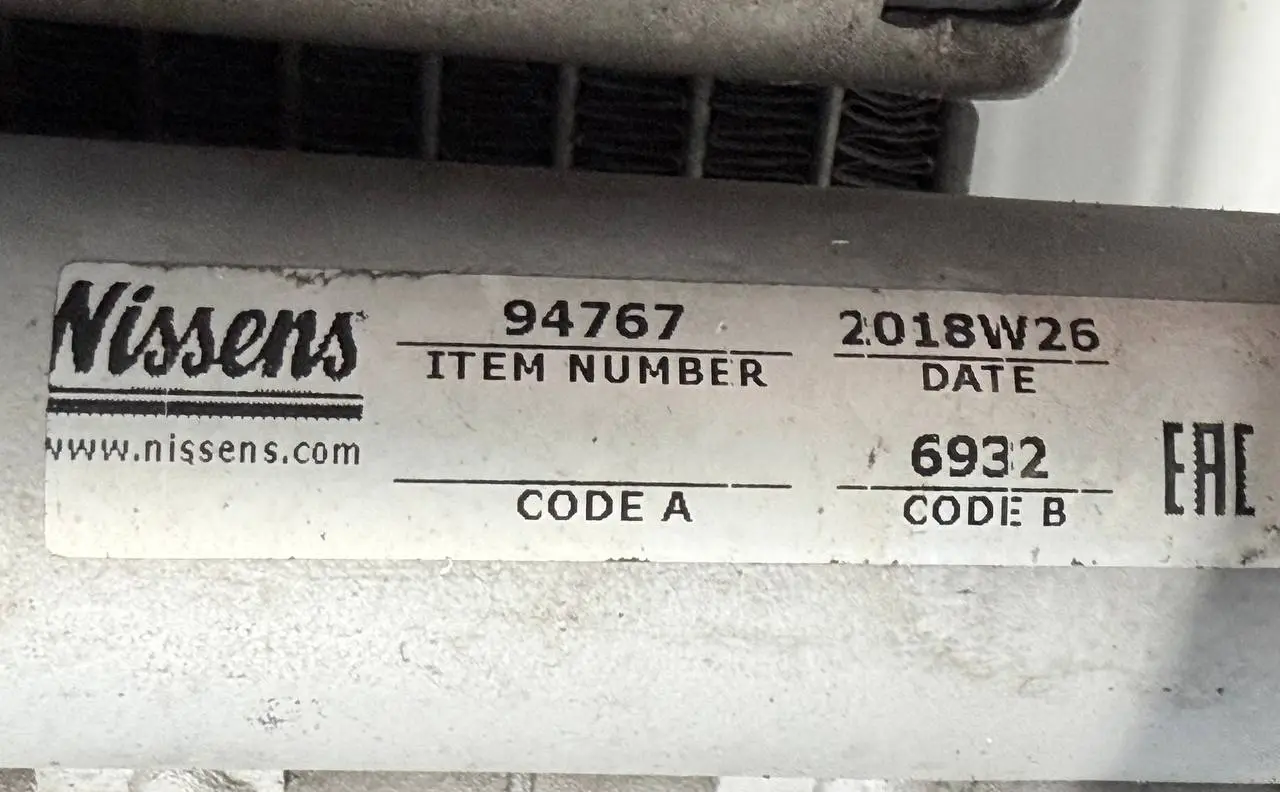 Nissens
www.nissens.com
94767
ITEM NUMBER
2018W26
DATE
CODE A
6932
CODE B
EAC